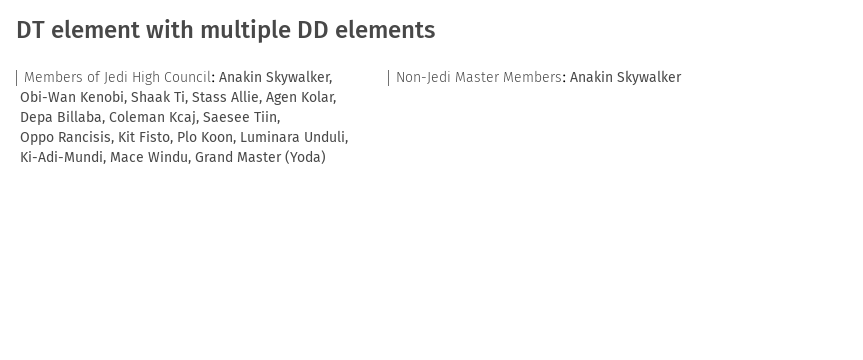 DT element with multiple DD elements
Members of Jedi High Council: Anakin Skywalker,
Obi-Wan Kenobi, Shaak Ti, Stass Allie, Agen Kolar,
Depa Billaba, Coleman Kcaj, Saesee Tiin,
Oppo Rancisis, Kit Fisto, Plo Koon, Luminara Unduli,
Ki-Adi-Mundi, Mace Windu, Grand Master (Yoda)
Non-Jedi Master Members: Anakin Skywalker